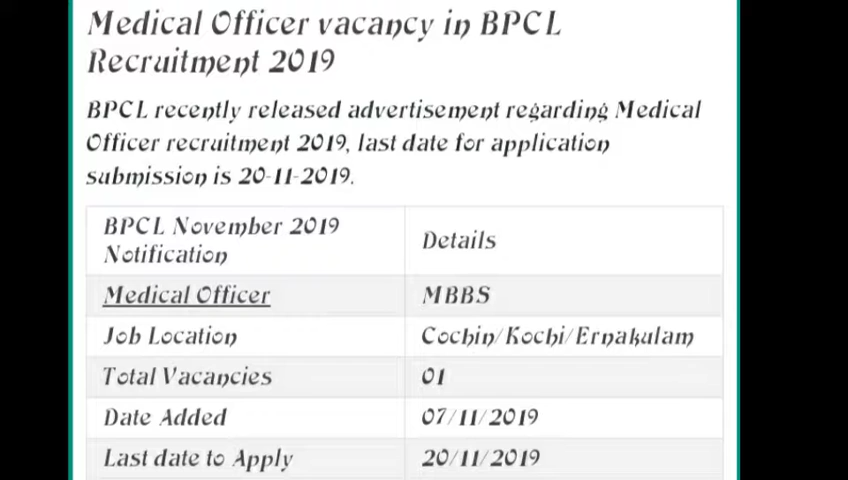 Medical Officer vacancy in BPCL
Recruitment 2019
BPCL recently released advertisement regarding Medical
Officer recruitment 2019, last date for application
submission is 20-11-2019.
BPCL November 2019 Details
Notification
Medical Officer MBBS
Job Location Cochin/Kochi/Ernakulam
Total Vacancies 01
Date Added 07/11/2019
Last date to Apply 20/11/2019